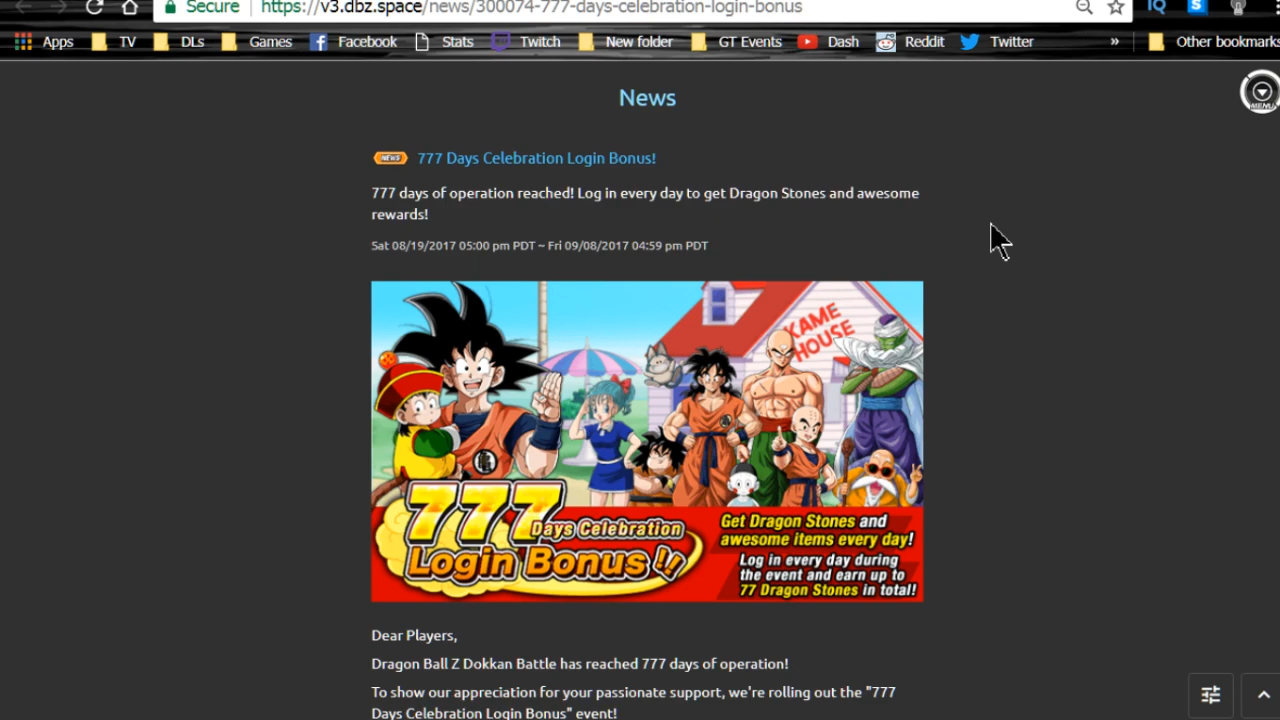 Secure https://v3.dbz.space/news/300074-777-days-celebration-login-bonus
Apps TV DLs Games Facebook Stats Twitch New folder GT Events Dash Reddit Twitter » Other bookmarks
News
MENU
NEWS 777 Days Celebration Login Bonus!
777 days of operation reached! Log in every day to get Dragon Stones and awesome
rewards!
Sat 08/19/2017 05:00 pm PDT ~ Fri 09/08/2017 04:59 pm PDT
KAME
HOUSE
777 Days Celebration
Login Bonus!!
Get Dragon Stones and
awesome items every day!
Log in every day during
the event and earn up to
77 Dragon Stones in total!
Dear Players,
Dragon Ball Z Dokkan Battle has reached 777 days of operation!
To show our appreciation for your passionate support, we're rolling out the "777
Days Celebration Login Bonus" event!